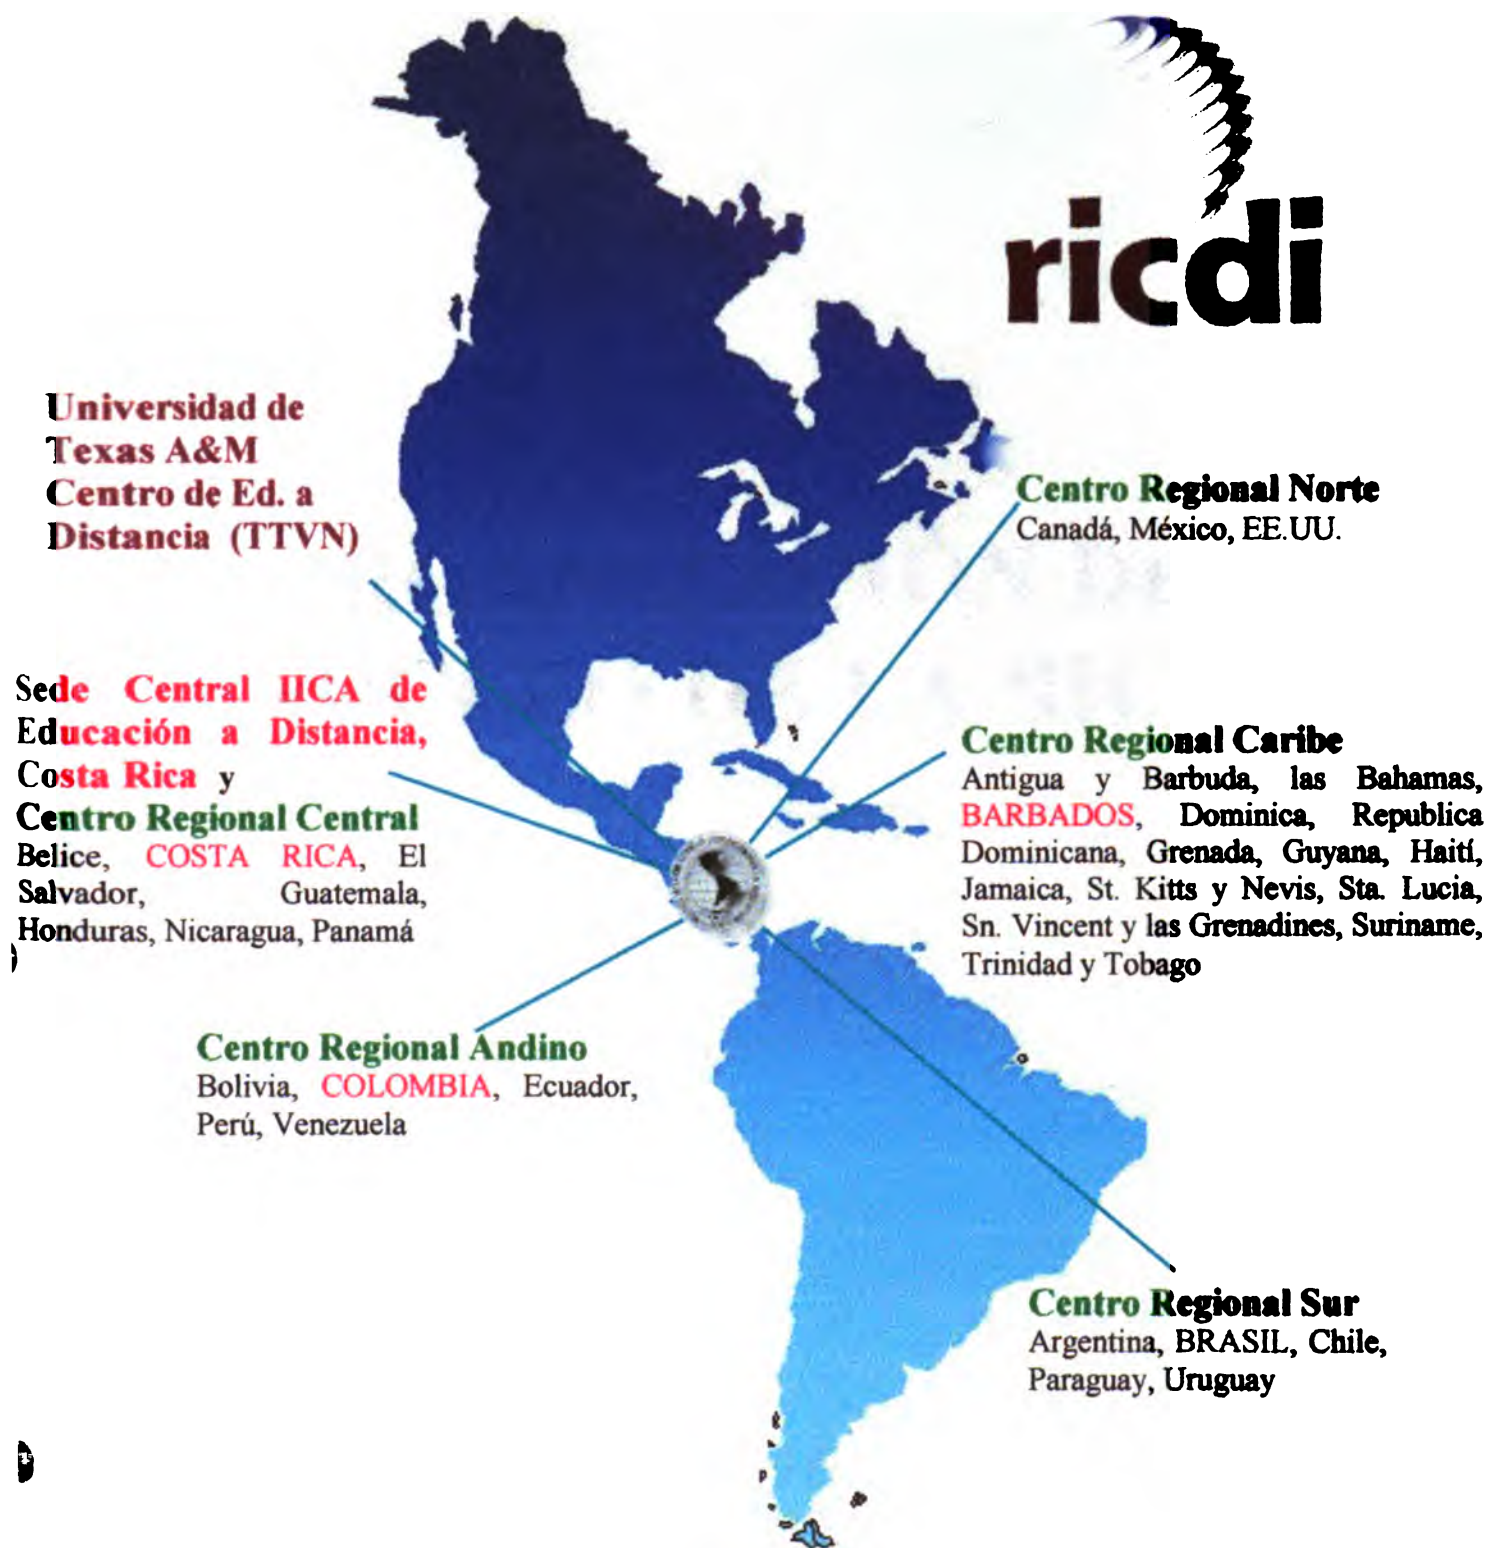 ricdi
Universidad de
Texas A&M
Centro de Ed. a
Distancia (TTVN)
Centro Regional Norte
Canadá, México, EE.UU.
Sede Central IICA de
Educación a Distancia,
Costa Rica y
Centro Regional Central
Belice, COSTA RICA, El
Salvador, Guatemala,
Honduras, Nicaragua, Panamá
Centro Regional Caribe
Antigua y Barbuda, las Bahamas,
BARBADOS, Dominica, Republica
Dominicana, Grenada, Guyana, Haití,
Jamaica, St. Kitts y Nevis, Sta. Lucia,
Sn. Vincent y las Grenadines, Suriname,
Trinidad y Tobago
Centro Regional Andino
Bolivia, COLOMBIA, Ecuador,
Perú, Venezuela
Centro Regional Sur
Argentina, BRASIL, Chile,
Paraguay, Uruguay